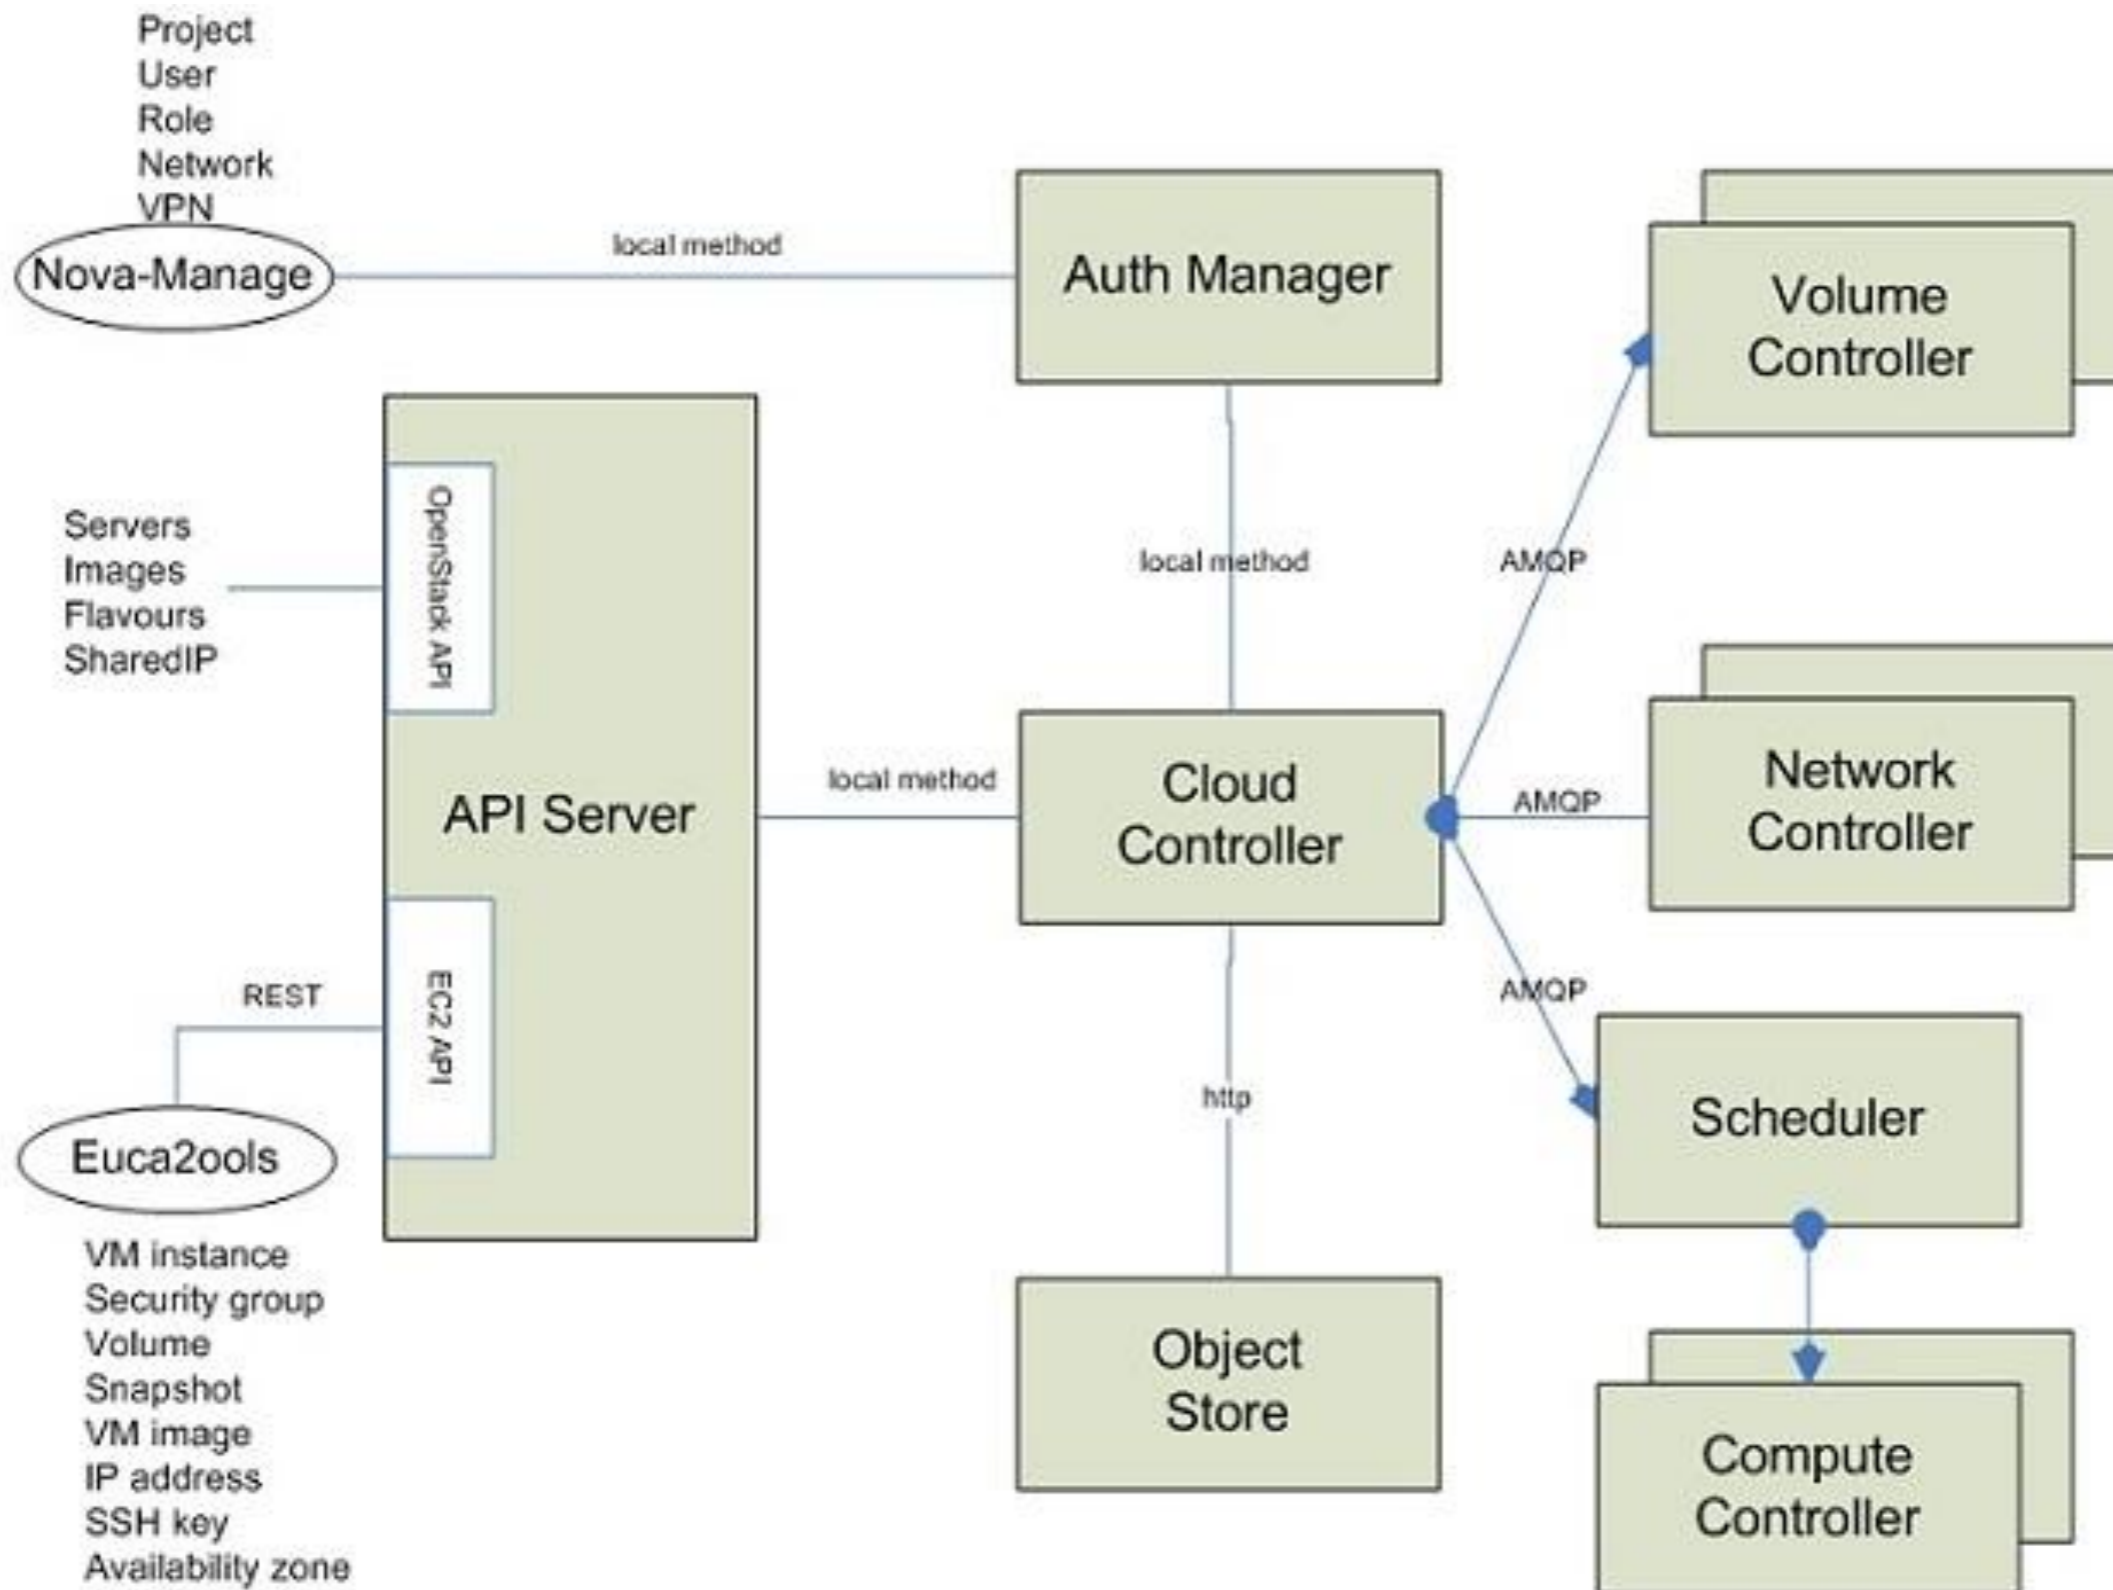 Project
User
Role
Network
VPN
Nova-Manage
local method
Auth Manager
Volume
Controller
Servers
Images
Flavours
SharedIP
OpenStack API
local method
AMQP
API Server
local method
Cloud
Controller
AMQP
Network
Controller
REST
EC2 API
AMQP
http
Scheduler
Euca2ools
VM instance
Security group
Volume
Snapshot
VM image
IP address
SSH key
Availability zone
Object
Store
Compute
Controller